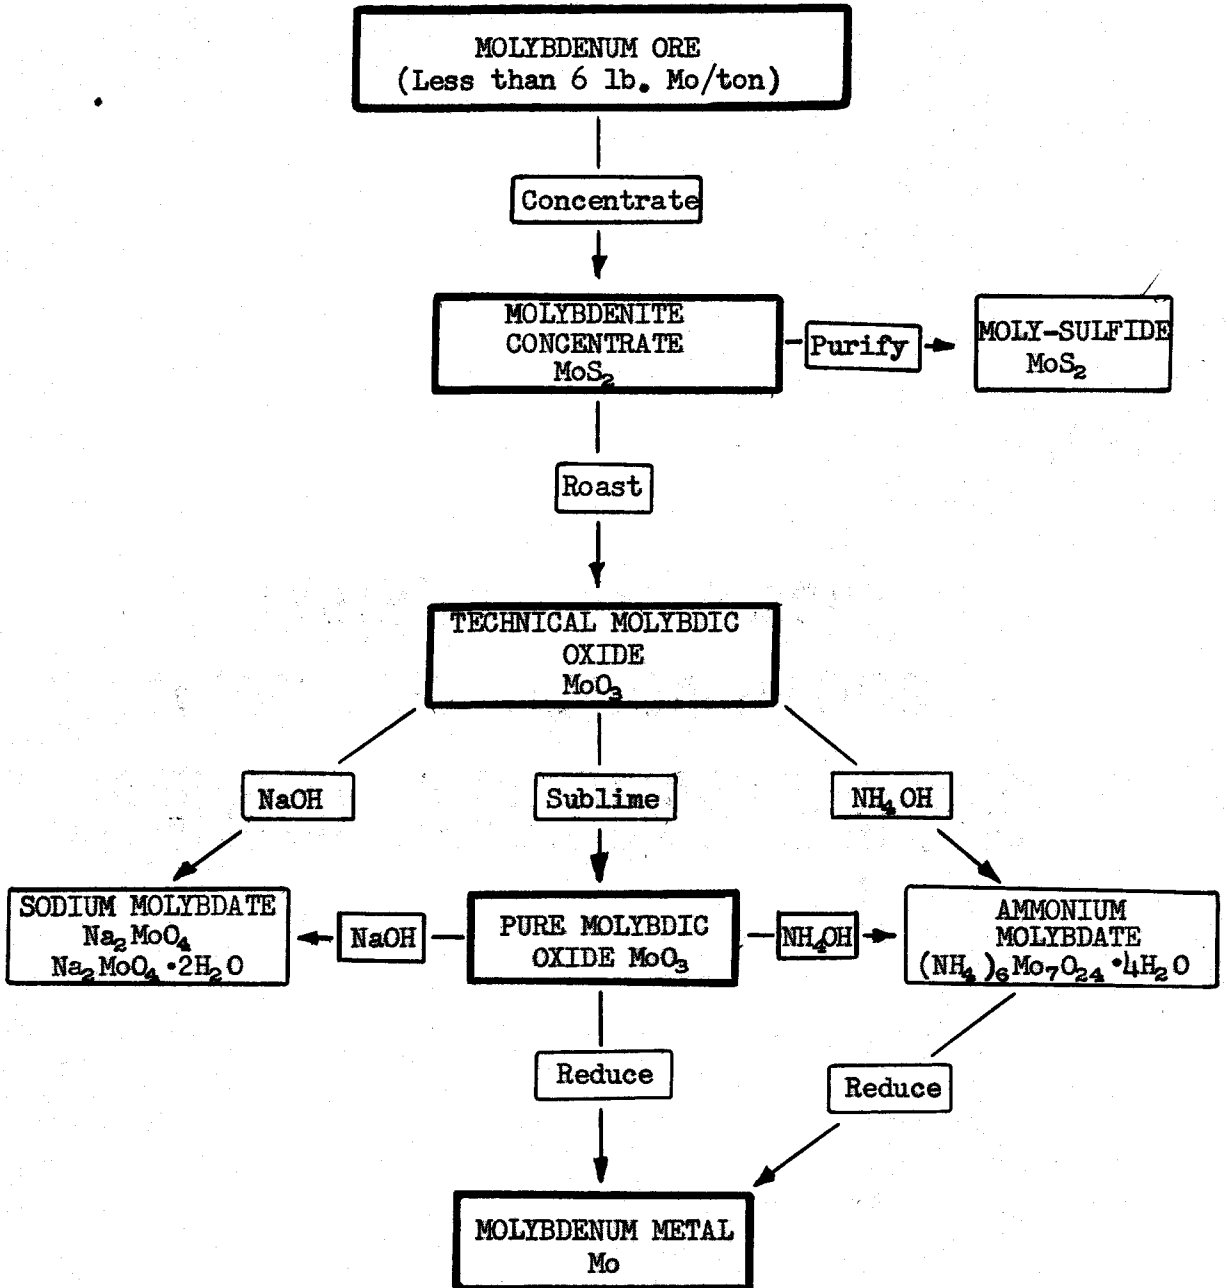 MOLYBDENUM ORE
(Less than 6 lb. Mo/ton)
Concentrate
MOLYBDENITE
CONCENTRATE
MoS₂
Purify
MOLY-SULFIDE
MoS₂
Roast
TECHNICAL MOLYBDIC
OXIDE
MoO₃
NaOH
Sublime
NH₄OH
SODIUM MOLYBDATE
Na₂MoO₄
Na₂MoO₄·2H₂O
NaOH
PURE MOLYBDIC
OXIDE MoO₃
NH₄OH
AMMONIUM
MOLYBDATE
(NH₄)₆Mo₇O₂₄·4H₂O
Reduce
Reduce
MOLYBDENUM METAL
Mo